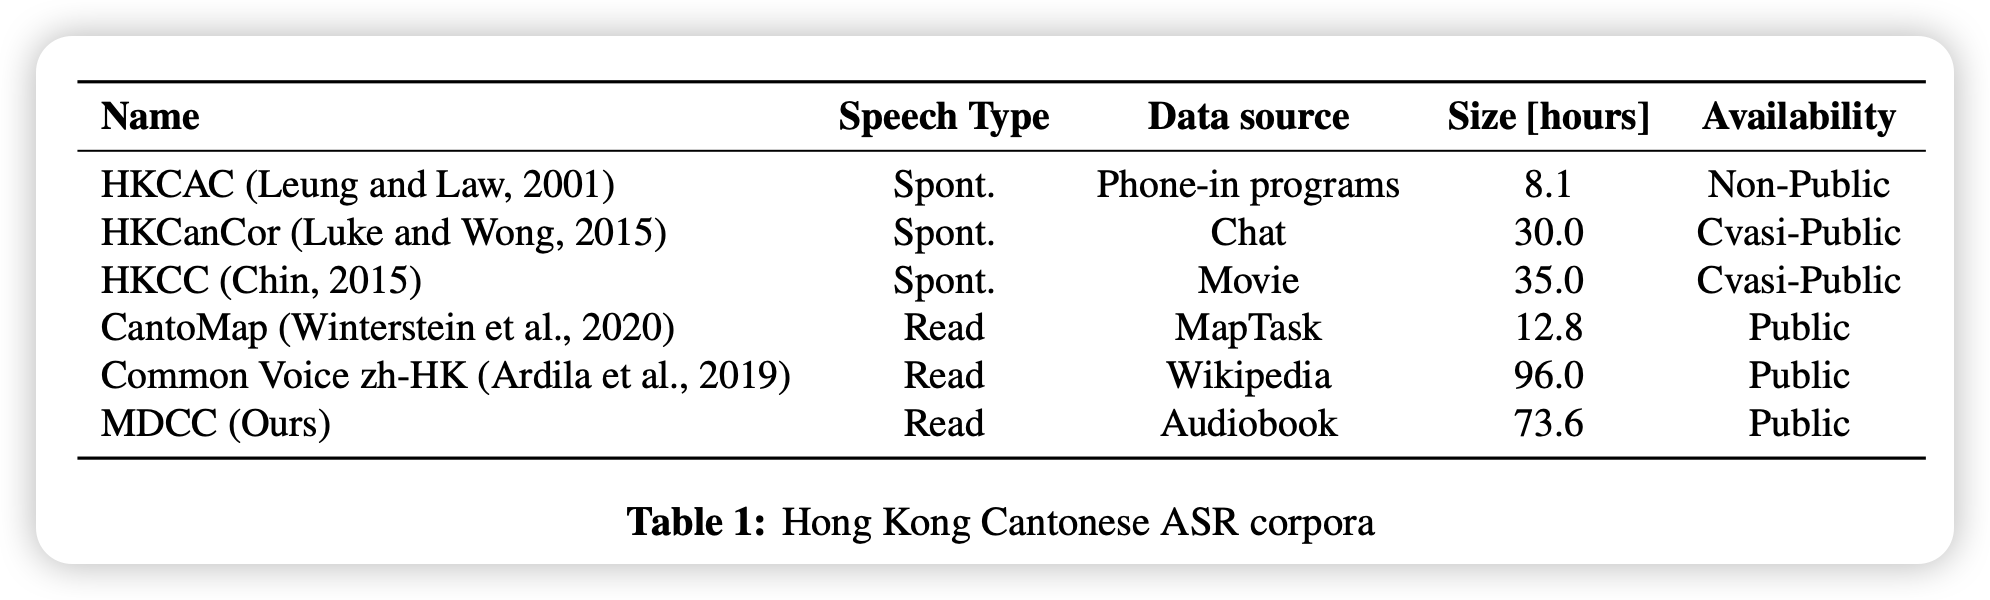 Name Speech Type Data source Size [hours] Availability
HKCAC (Leung and Law, 2001) Spont. Phone-in programs 8.1 Non-Public
HKCanCor (Luke and Wong, 2015) Spont. Chat 30.0 Cvasi-Public
HKCC (Chin, 2015) Spont. Movie 35.0 Cvasi-Public
CantoMap (Winterstein et al., 2020) Read MapTask 12.8 Public
Common Voice zh-HK (Ardila et al., 2019) Read Wikipedia 96.0 Public
MDCC (Ours) Read Audiobook 73.6 Public
Table 1: Hong Kong Cantonese ASR corpora